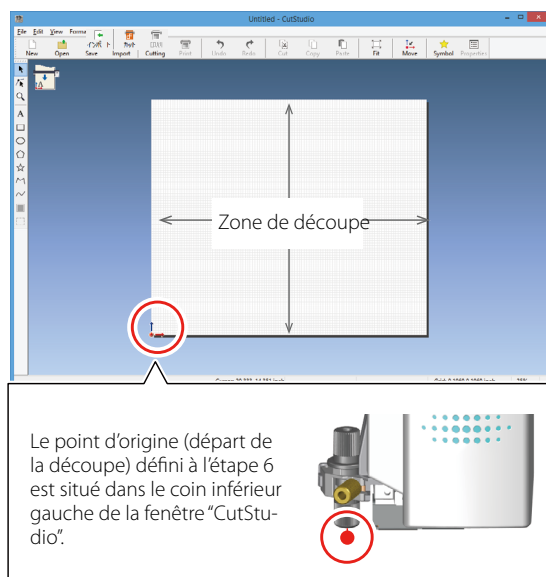 Untitled - CutStudio
File Edit View Forma
New Open Save Import Cutting Print Undo Redo Cut Copy Paste Fit Move Symbol Properties
Zone de découpe
Le point d'origine (départ de
la découpe) défini à l'étape 6
est situé dans le coin inférieur
gauche de la fenêtre "CutStu-
dio".